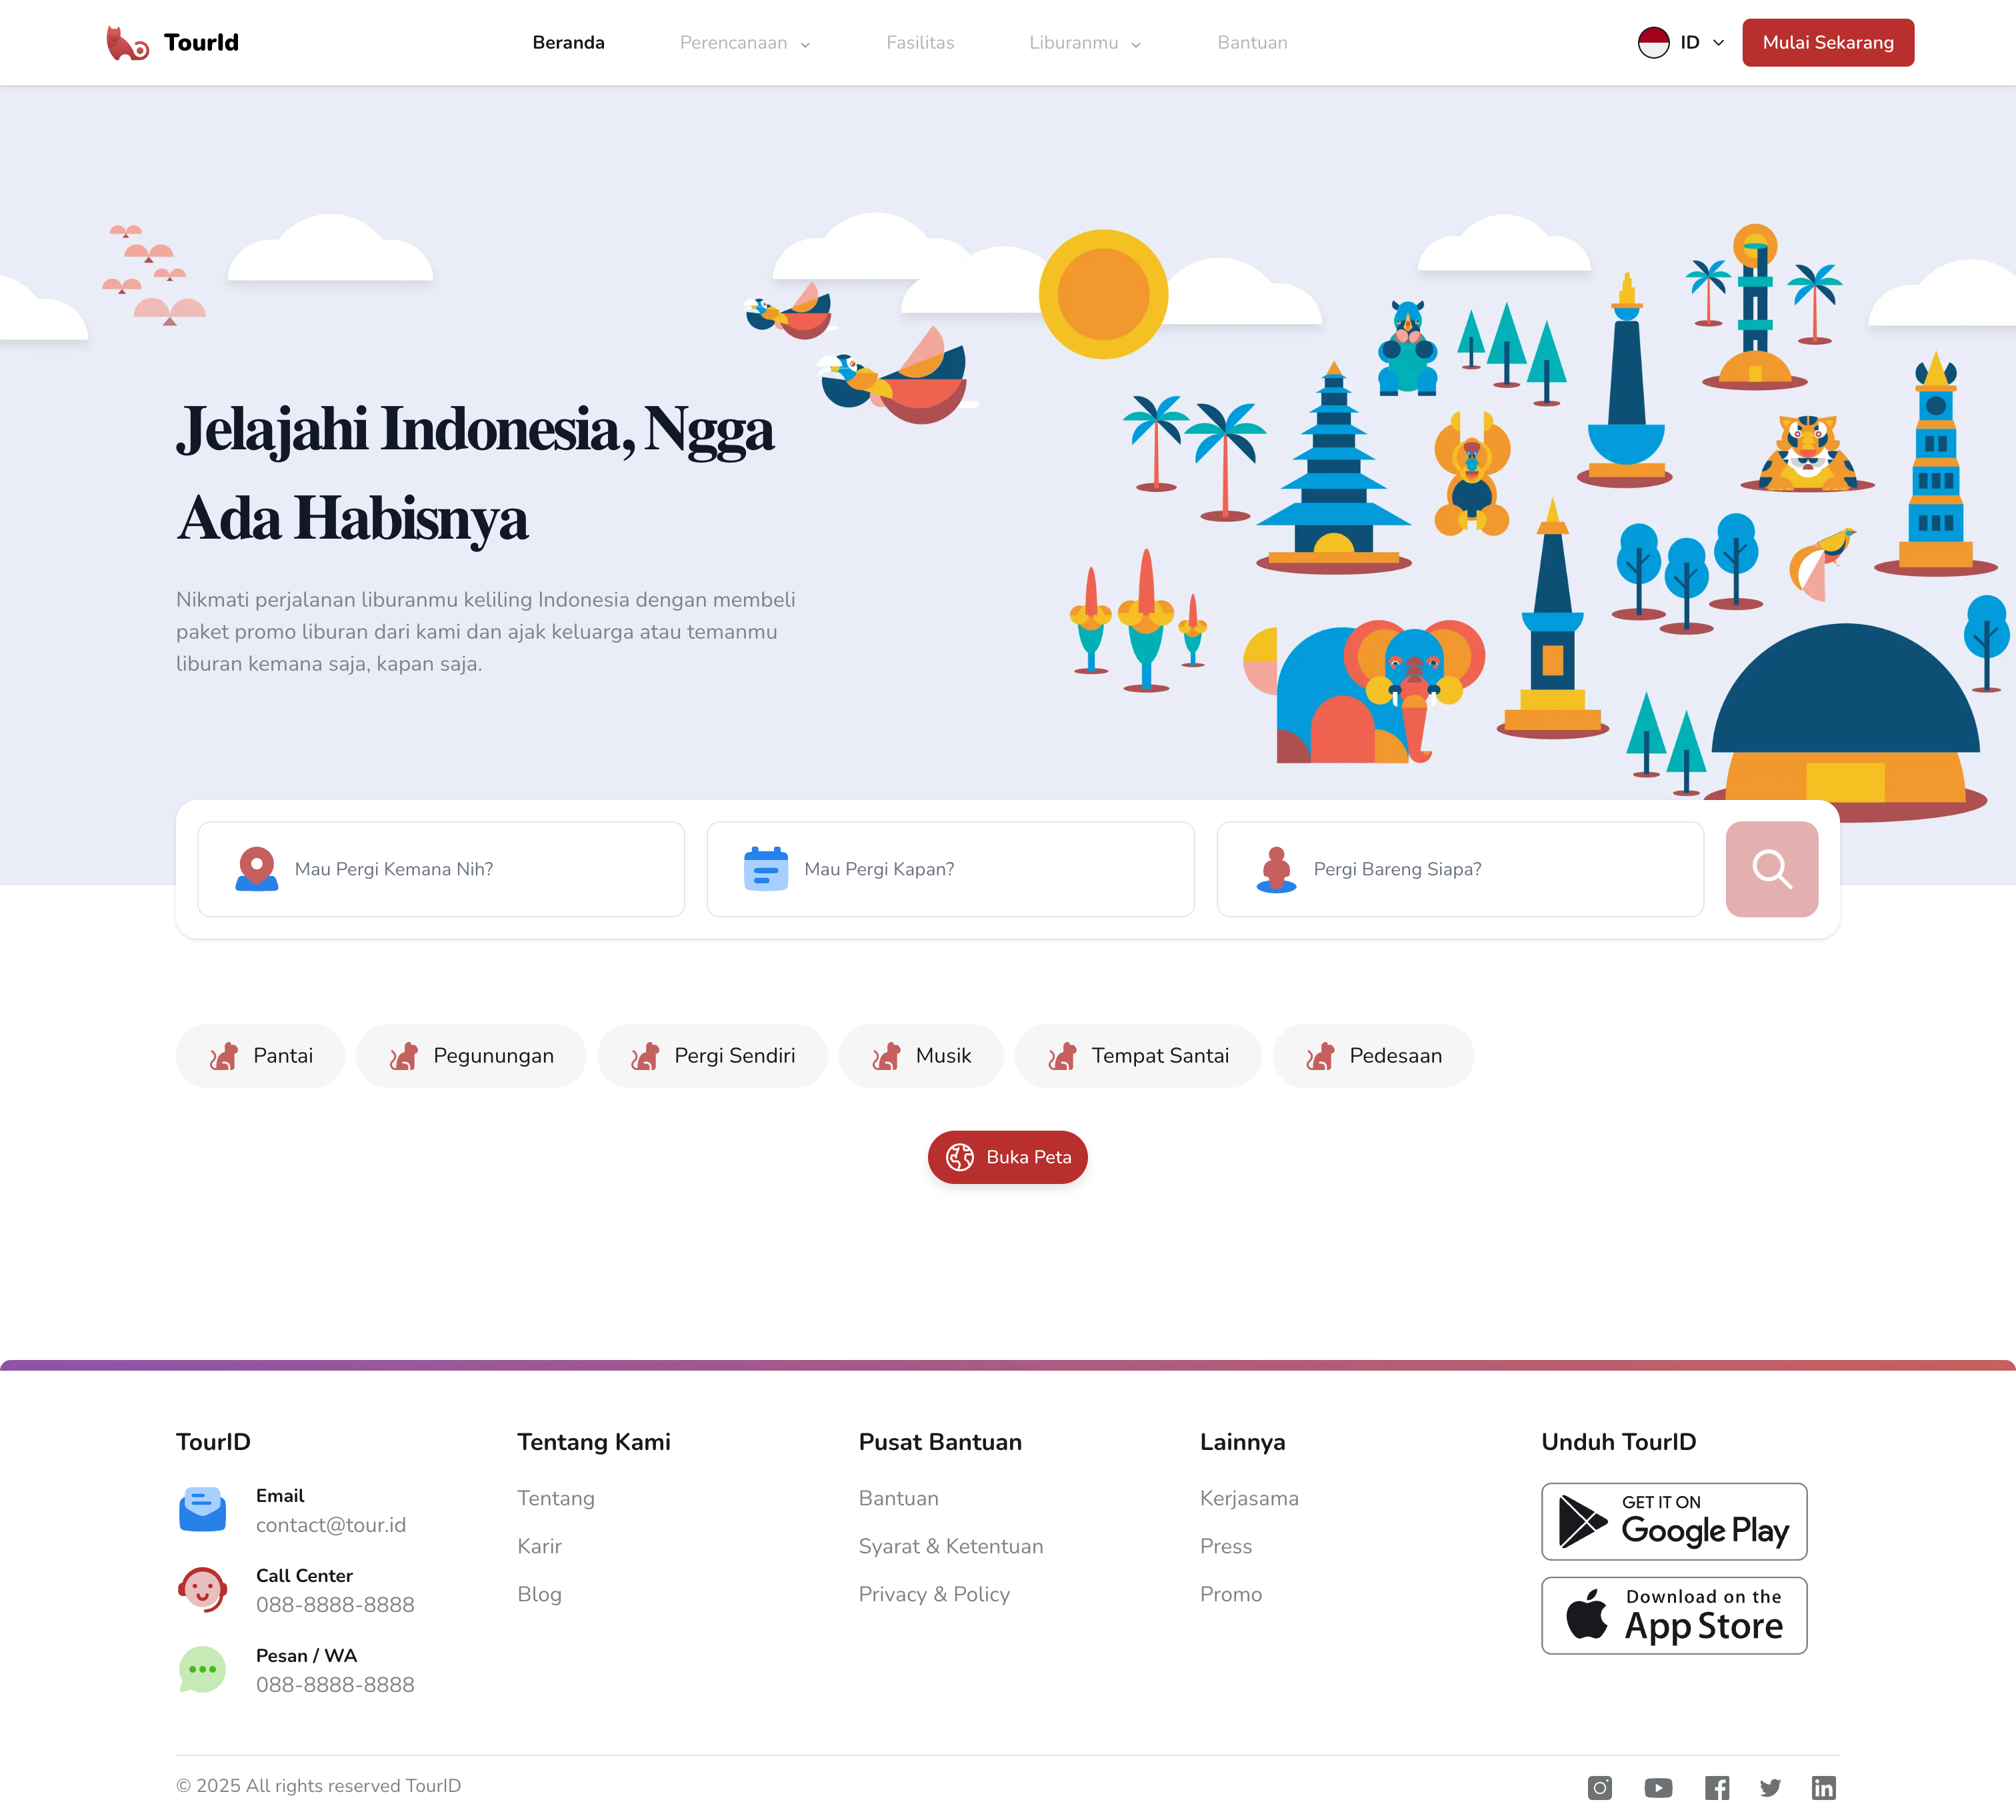 TourId
Beranda
Perencanaan
Fasilitas
Liburanmu
Bantuan
ID
Mulai Sekarang
Jelajahi Indonesia, Ngga
Ada Habisnya
Nikmati perjalanan liburanmu keliling Indonesia dengan membeli
paket promo liburan dari kami dan ajak keluarga atau temanmu
liburan kemana saja, kapan saja.
Mau Pergi Kemana Nih?
Mau Pergi Kapan?
Pergi Bareng Siapa?
Pantai
Pegunungan
Pergi Sendiri
Musik
Tempat Santai
Pedesaan
Buka Peta
TourID
Email
contact@tour.id
Call Center
088-8888-8888
Pesan / WA
088-8888-8888
Tentang Kami
Tentang
Karir
Blog
Pusat Bantuan
Bantuan
Syarat & Ketentuan
Privacy & Policy
Lainnya
Kerjasama
Press
Promo
Unduh TourID
GET IT ON
Google Play
Download on the
App Store
© 2025 All rights reserved TourID